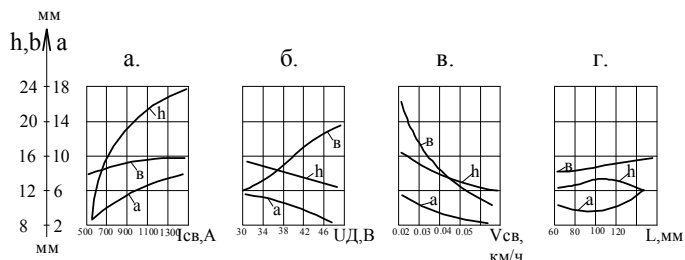 мм
h,b a
а. б. в. г.
24 18
20 14
16 10
12 6
8 2
мм
h
в
а
в
h
а
в
h
а
в
h
а
500 700 900 1100 1300 Iсв,А
30 34 38 42 46 UД,В
0.02 0.03 0.04 0.05 Vсв,
км/ч
60 80 100 120 L,мм